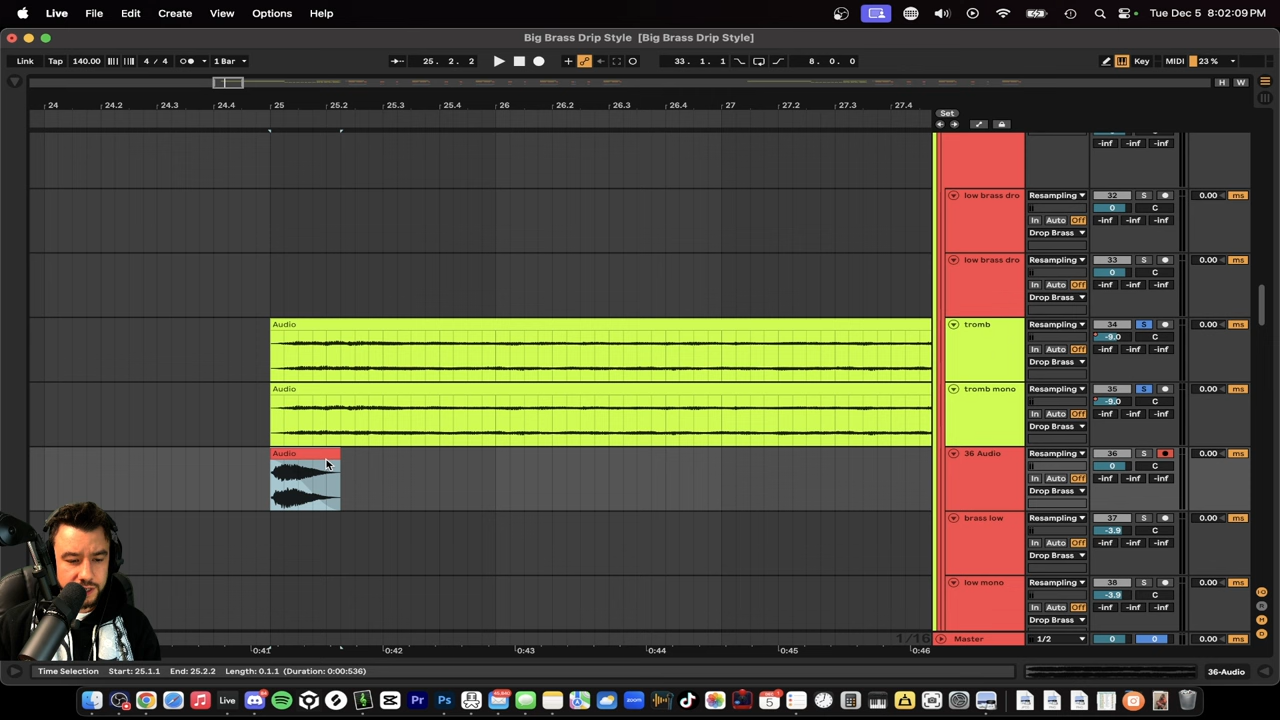 Live File Edit Create View Options Help Tue Dec 5 8:02:09 PM
Big Brass Drip Style [Big Brass Drip Style]
Link Tap 140.00 4 / 4 1 Bar 25. 2. 2 33. 1. 1 8. 0. 0 Key MIDI 23 %
H W
24 24.2 24.3 24.4 25 25.2 25.3 25.4 26 26.2 26.3 26.4 27 27.2 27.3 27.4
Set
-inf -inf -inf
low brass dro Resampling 32 S 0.00 ms
0 C
In Auto Off -inf -inf -inf
Drop Brass
low brass dro Resampling 33 S 0.00 ms
0 C
In Auto Off -inf -inf -inf
Drop Brass
Audio tromb Resampling 34 S 0.00 ms
-9.0 C
In Auto Off -inf -inf -inf
Drop Brass
Audio tromb mono Resampling 35 S 0.00 ms
-9.0 C
In Auto Off -inf -inf -inf
Drop Brass
Audio 36 Audio Resampling 36 S 0.00 ms
0 C
In Auto Off -inf -inf -inf
Drop Brass
brass low Resampling 37 S 0.00 ms
-3.9 C
In Auto Off -inf -inf -inf
Drop Brass
low mono Resampling 38 S 0.00 ms
-3.9 C
In Auto Off -inf -inf -inf
Drop Brass
1/16 Master 1/2 0 0 0.00 ms
0:41 0:42 0:43 0:44 0:45 0:46
Time Selection Start: 25.1.1 End: 25.2.2 Length: 0.1.1 (Duration: 0:00:536) 36-Audio
Live Pr Ps zoom